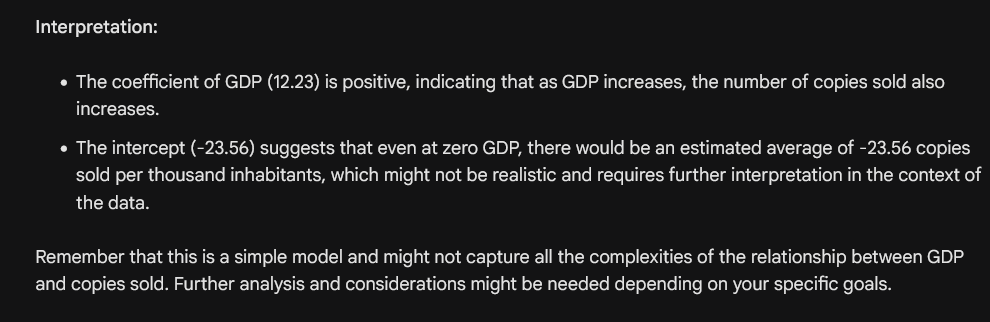 Interpretation:
• The coefficient of GDP (12.23) is positive, indicating that as GDP increases, the number of copies sold also
increases.
• The intercept (-23.56) suggests that even at zero GDP, there would be an estimated average of -23.56 copies
sold per thousand inhabitants, which might not be realistic and requires further interpretation in the context of
the data.
Remember that this is a simple model and might not capture all the complexities of the relationship between GDP
and copies sold. Further analysis and considerations might be needed depending on your specific goals.